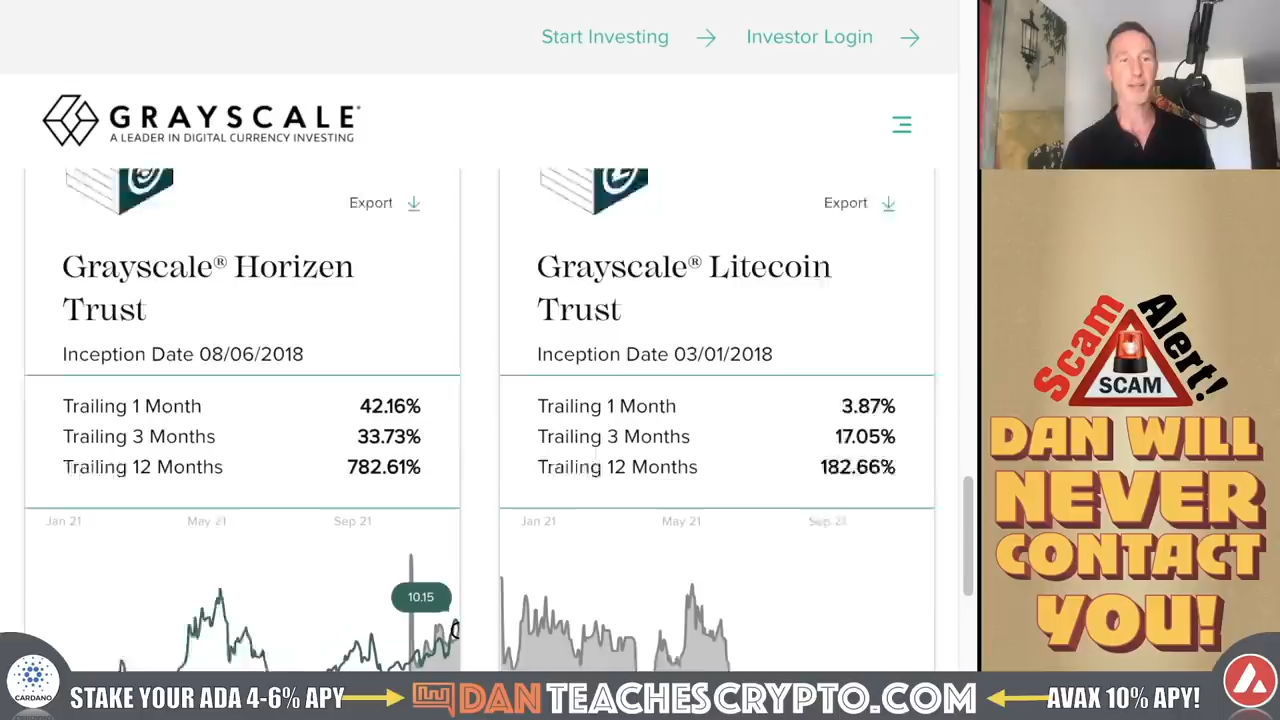 Start Investing
Investor Login
GRAYSCALE®
A LEADER IN DIGITAL CURRENCY INVESTING
Export
Grayscale® Horizen
Trust
Inception Date 08/06/2018
Trailing 1 Month 42.16%
Trailing 3 Months 33.73%
Trailing 12 Months 782.61%
Jan 21 May 21 Sep 21
10.15
Export
Grayscale® Litecoin
Trust
Inception Date 03/01/2018
Trailing 1 Month 3.87%
Trailing 3 Months 17.05%
Trailing 12 Months 182.66%
Jan 21 May 21 Sep 21
Scam Alert!
SCAM
DAN WILL
NEVER
CONTACT
YOU!
CARDANO
STAKE YOUR ADA 4-6% APY
DANTEACHESCRYPTO.COM
AVAX 10% APY!